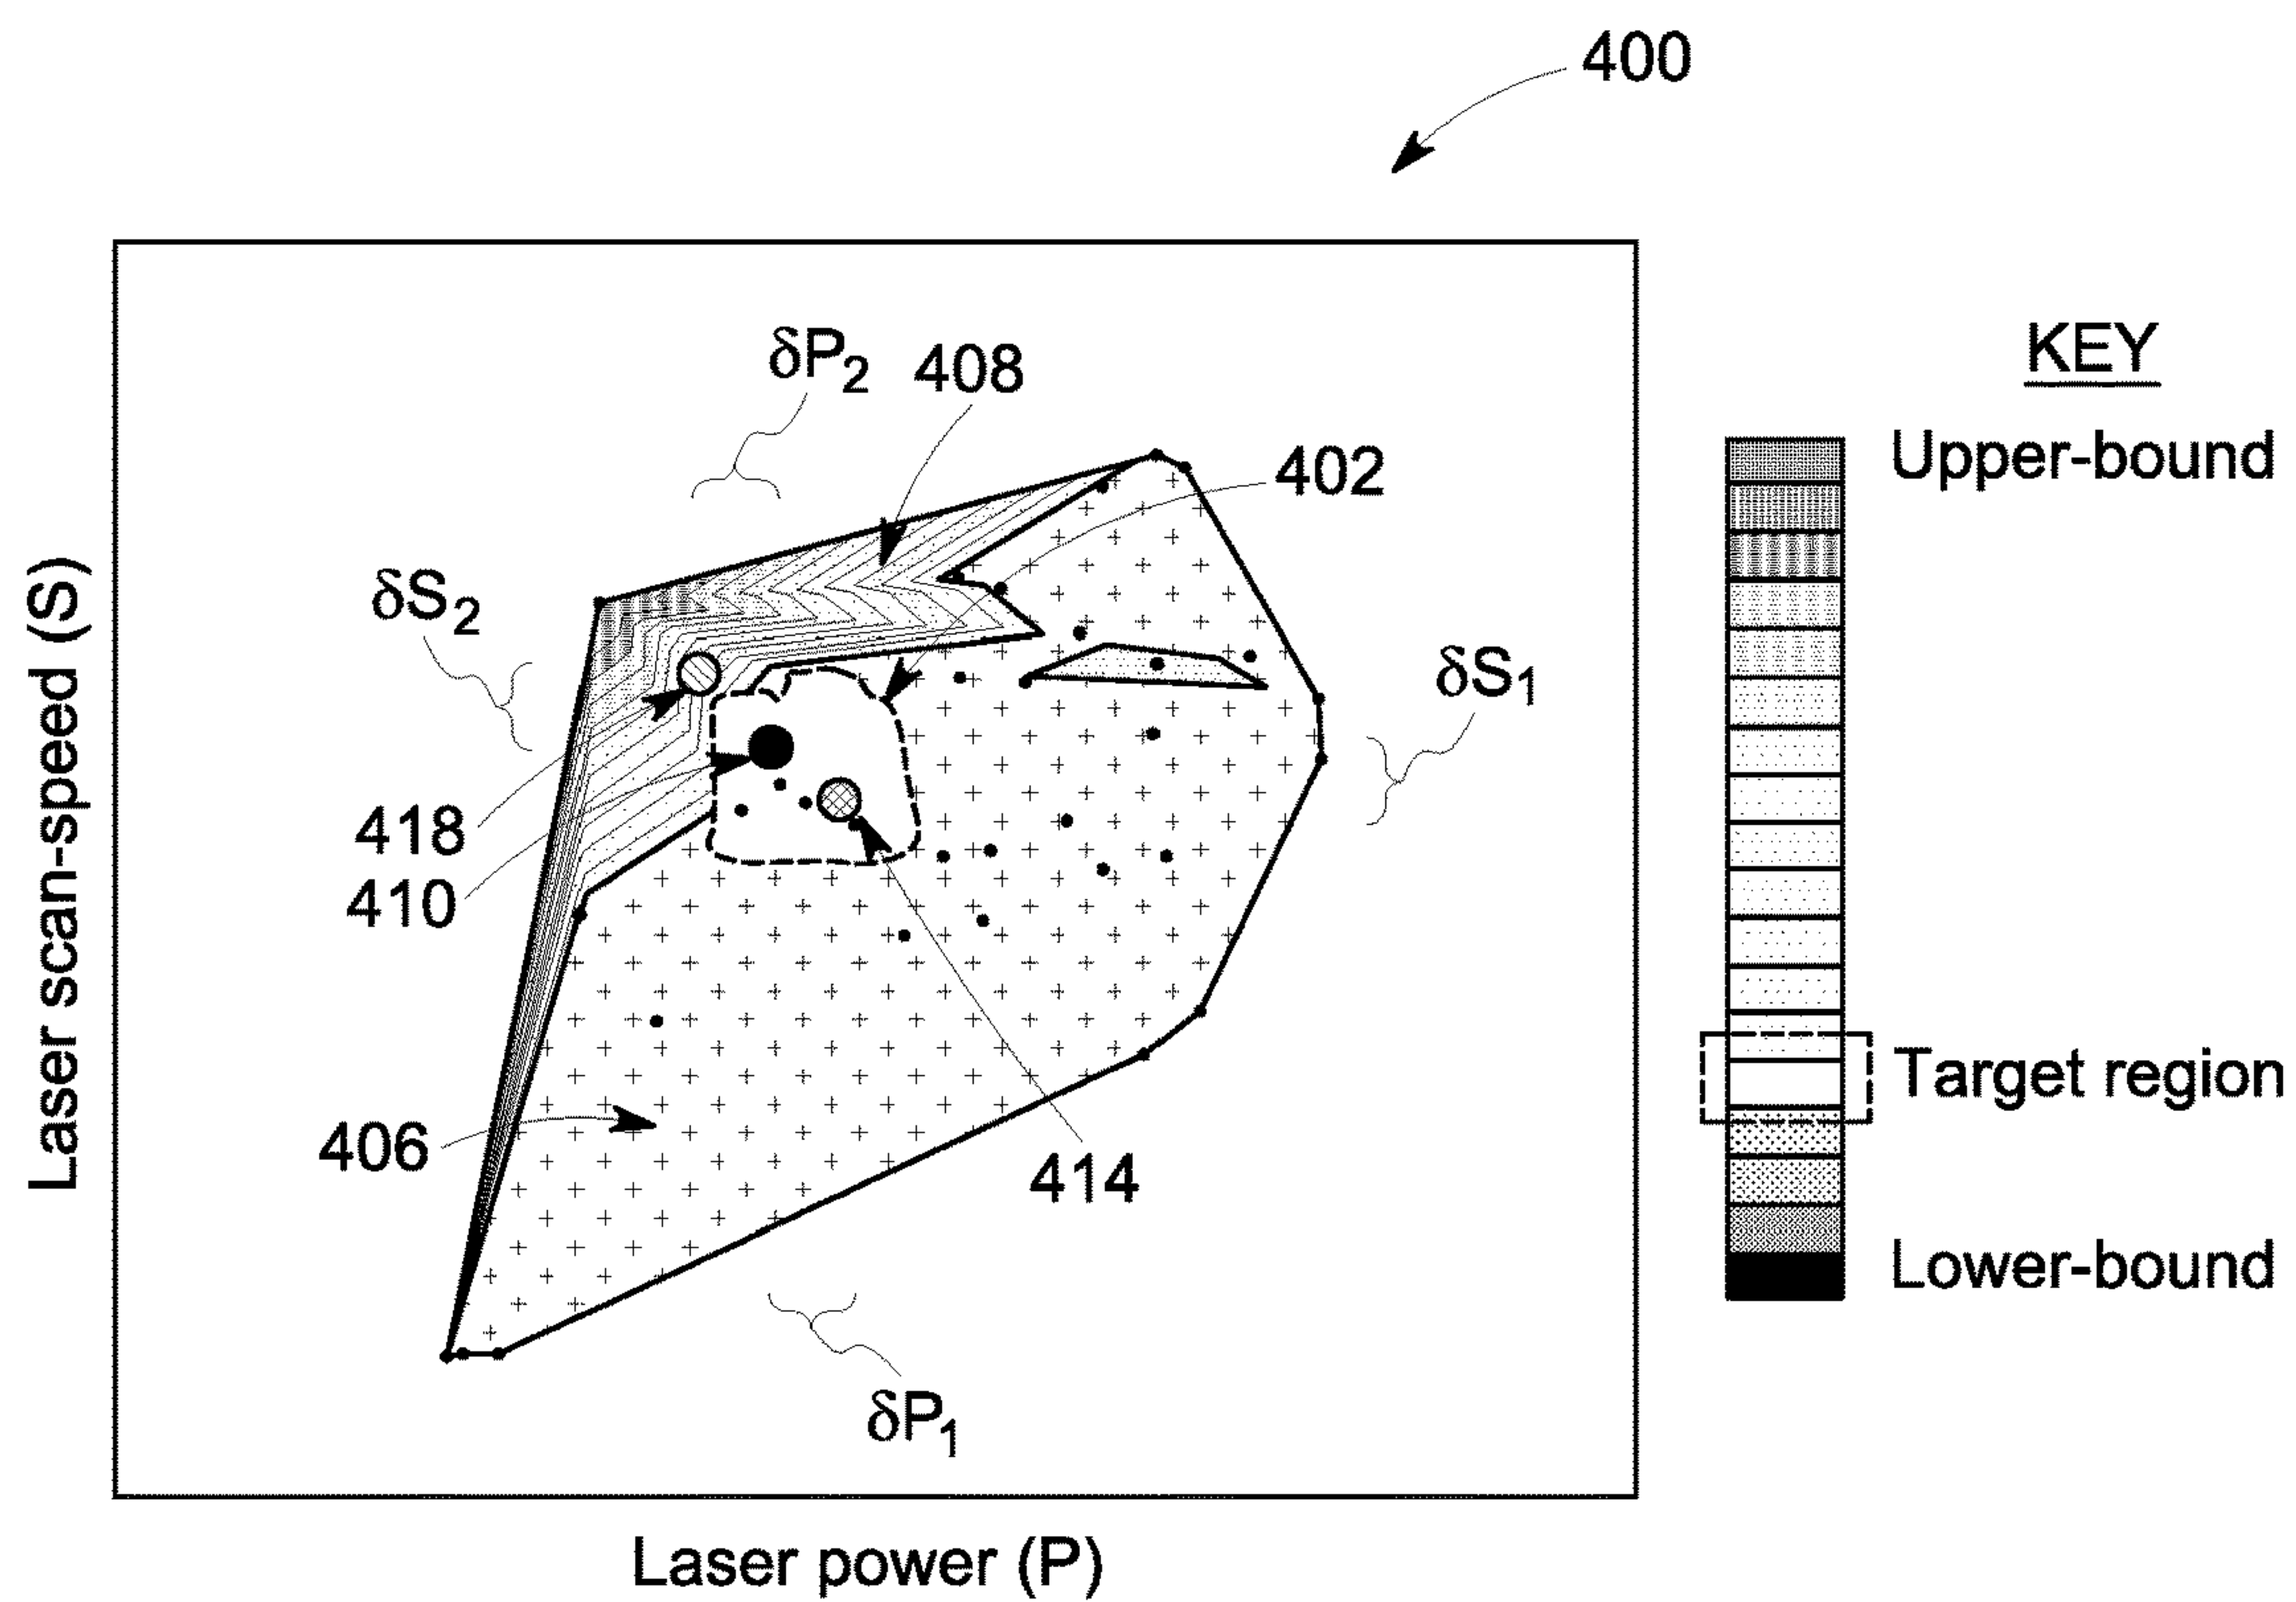 400
KEY
δP2
408
Upper-bound
402
δS2
δS1
Laser scan-speed (S)
418
410
Target region
406
414
Lower-bound
δP1
Laser power (P)